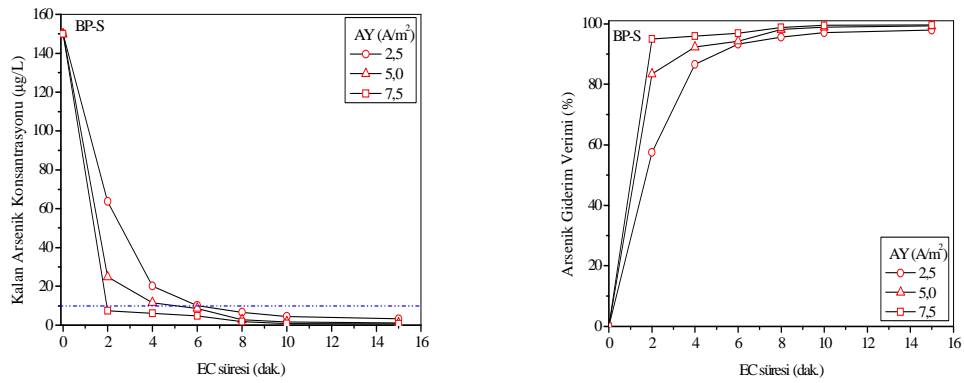 BP-S
AY (A/m²)
2,5
5,0
7,5
160
140
120
100
80
60
40
20
0
0 2 4 6 8 10 12 14 16
Kalan Arsenik Konsantrasyonu (µg/L)
EC süresi (dak.)
BP-S
100
80
60
40
20
0
0 2 4 6 8 10 12 14 16
Arsenik Giderim Verimi (%)
AY (A/m²)
2,5
5,0
7,5
EC süresi (dak.)